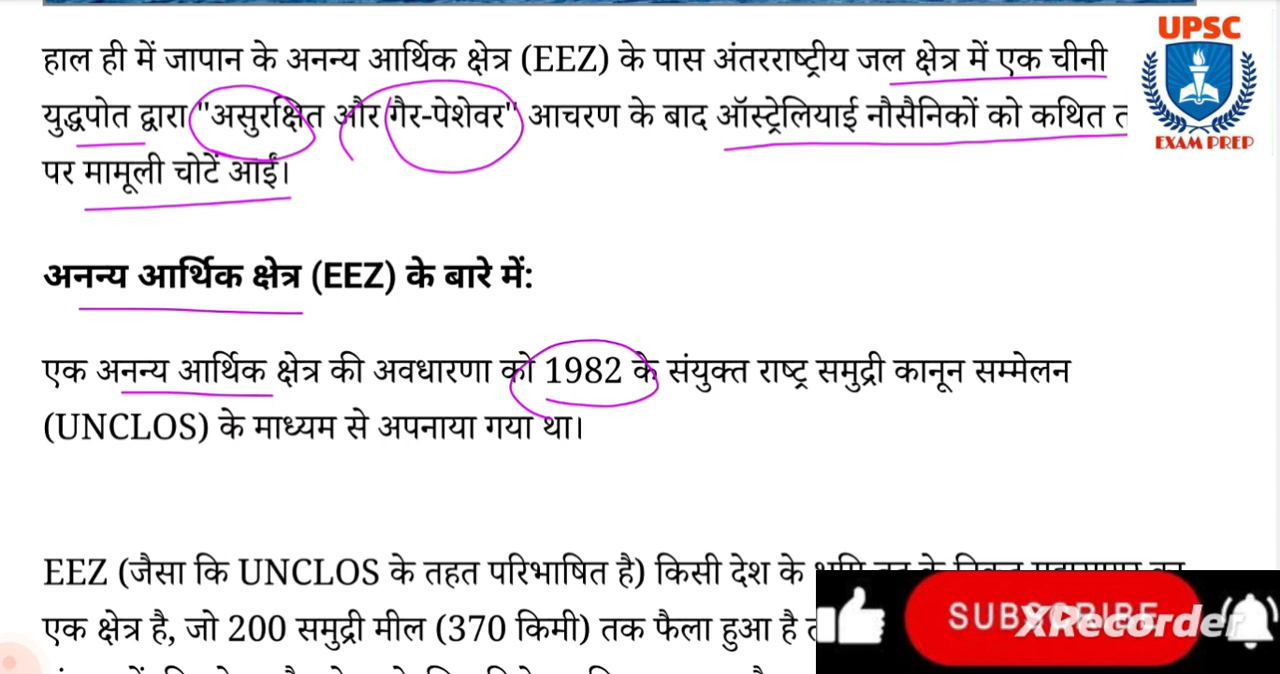 हाल ही में जापान के अनन्य आर्थिक क्षेत्र (EEZ) के पास अंतरराष्ट्रीय जल क्षेत्र में एक चीनी
युद्धपोत द्वारा "असुरक्षित और गैर-पेशेवर" आचरण के बाद ऑस्ट्रेलियाई नौसैनिकों को कथित
पर मामूली चोटें आईं।
UPSC
EXAM PREP
अनन्य आर्थिक क्षेत्र (EEZ) के बारे में:
एक अनन्य आर्थिक क्षेत्र की अवधारणा को 1982 के संयुक्त राष्ट्र समुद्री कानून सम्मेलन
(UNCLOS) के माध्यम से अपनाया गया था।
EEZ (जैसा कि UNCLOS के तहत परिभाषित है) किसी देश के
एक क्षेत्र है, जो 200 समुद्री मील (370 किमी) तक फैला हुआ है
SUBSCRIBE
XRecorder